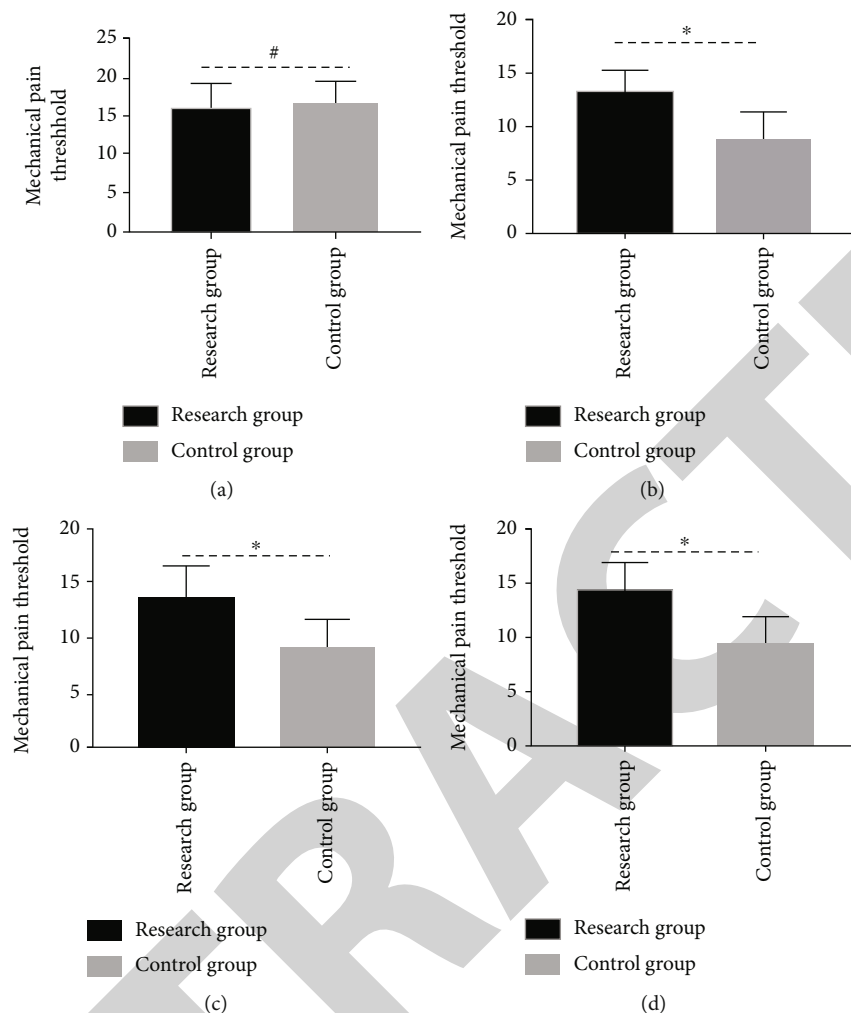 Mechanical pain
threshhold
25
20
15
10
5
0
#
Research group
Control group
Research group
Control group
(a)
Mechanical pain threshold
20
15
10
5
0
*
Research group
Control group
Research group
Control group
(b)
Mechanical pain threshold
20
15
10
5
0
*
Research group
Control group
Research group
Control group
(c)
Mechanical pain threshold
20
15
10
5
0
*
Research group
Control group
Research group
Control group
(d)
TRACT